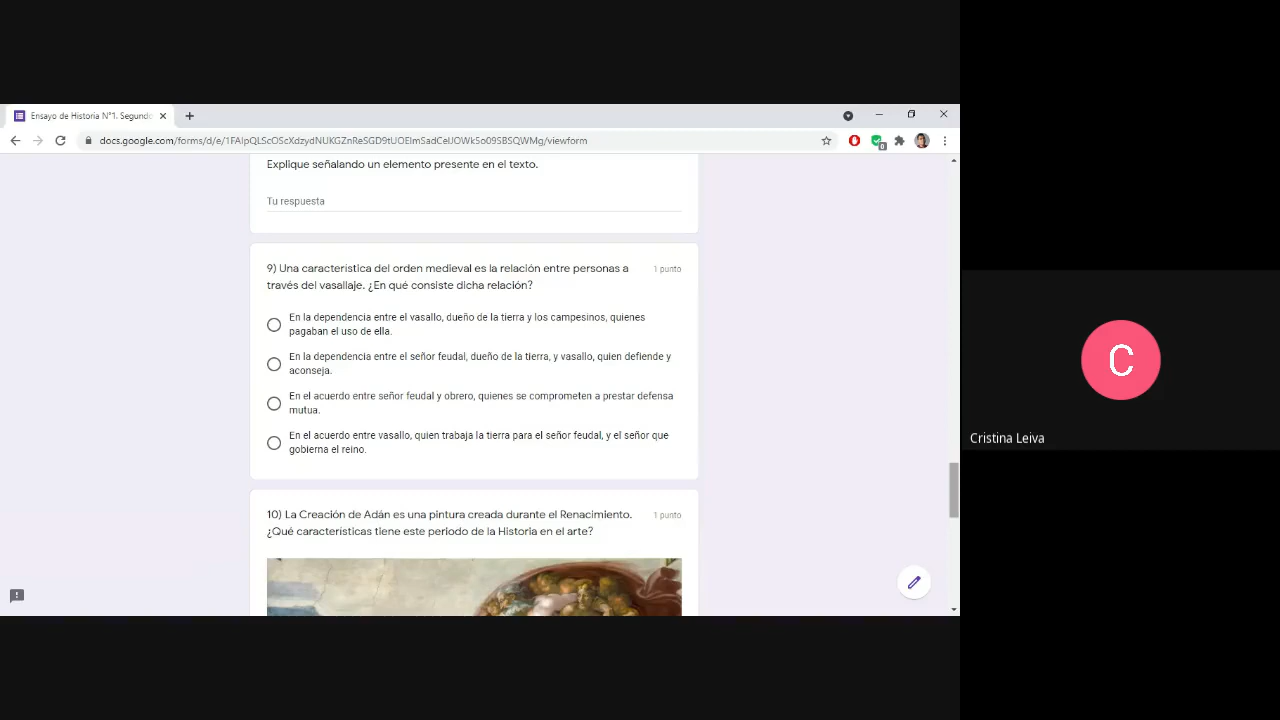 Ensayo de Historia N°1. Segundo
docs.google.com/forms/d/e/1FAIpQLScOScXdzydNUKGZnReSGD9tUOElmSadCeIJOWk5o09SBSQWMg/viewform
Explique señalando un elemento presente en el texto.
Tu respuesta
9) Una característica del orden medieval es la relación entre personas a 1 punto
través del vasallaje. ¿En qué consiste dicha relación?
En la dependencia entre el vasallo, dueño de la tierra y los campesinos, quienes
pagaban el uso de ella.
En la dependencia entre el señor feudal, dueño de la tierra, y vasallo, quien defiende y
aconseja.
En el acuerdo entre señor feudal y obrero, quienes se comprometen a prestar defensa
mutua.
En el acuerdo entre vasallo, quien trabaja la tierra para el señor feudal, y el señor que
gobierna el reino.
10) La Creación de Adán es una pintura creada durante el Renacimiento. 1 punto
¿Qué características tiene este periodo de la Historia en el arte?
C
Cristina Leiva